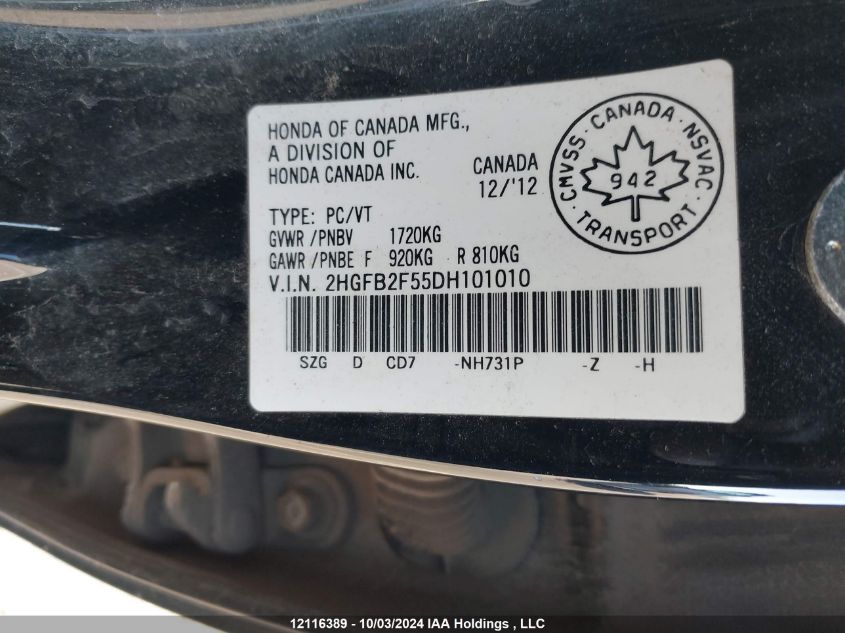 HONDA OF CANADA MFG.,
A DIVISION OF
HONDA CANADA INC.
CANADA
12/'12
TYPE: PC/VT
GVWR /PNBV 1720KG
GAWR /PNBE F 920KG R 810KG
V.I.N. 2HGFB2F55DH101010
SZG D CD7 -NH731P -Z -H
CMVSS · CANADA · NSVAC
942
· TRANSPORT ·
12116389 - 10/03/2024 IAA Holdings , LLC